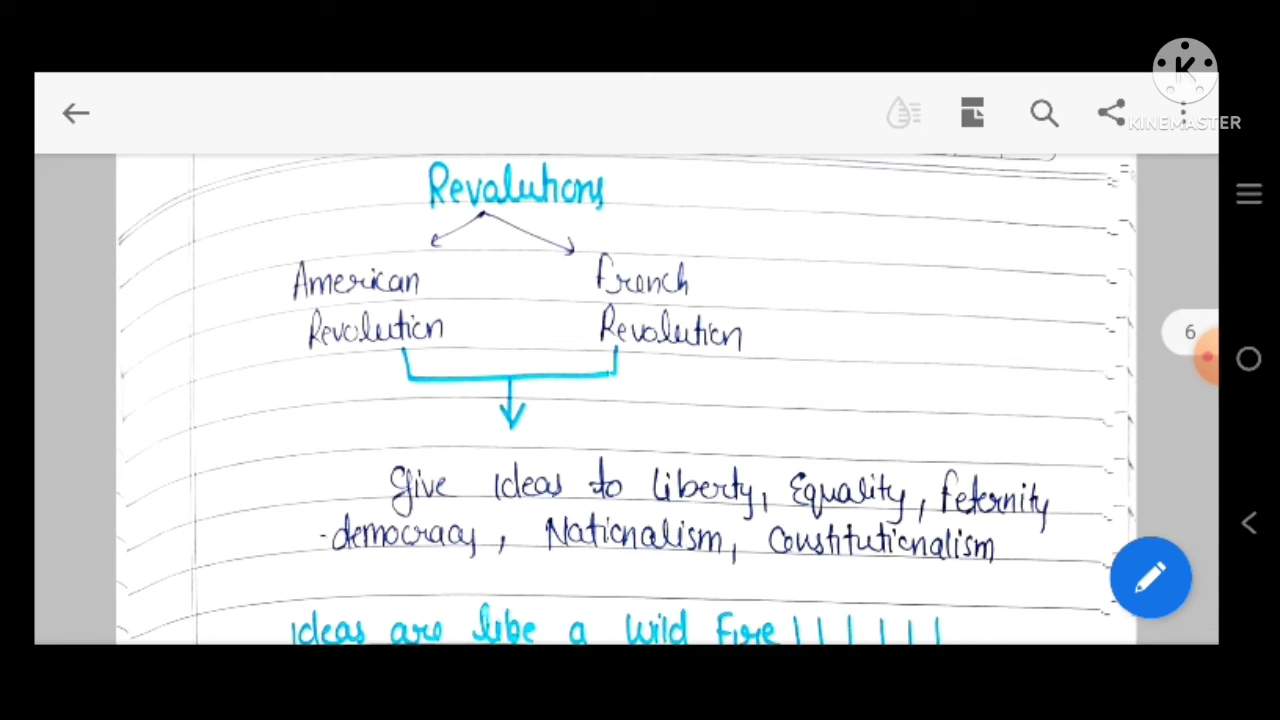 KINEMASTER
Revalutions
American French
Revolution Revolution
6
Give ideas to liberty, Equality, feternity
democracy, Nationalism, Constitutionalism
ideas are like a Wild Fire ! ! ! ! ! !